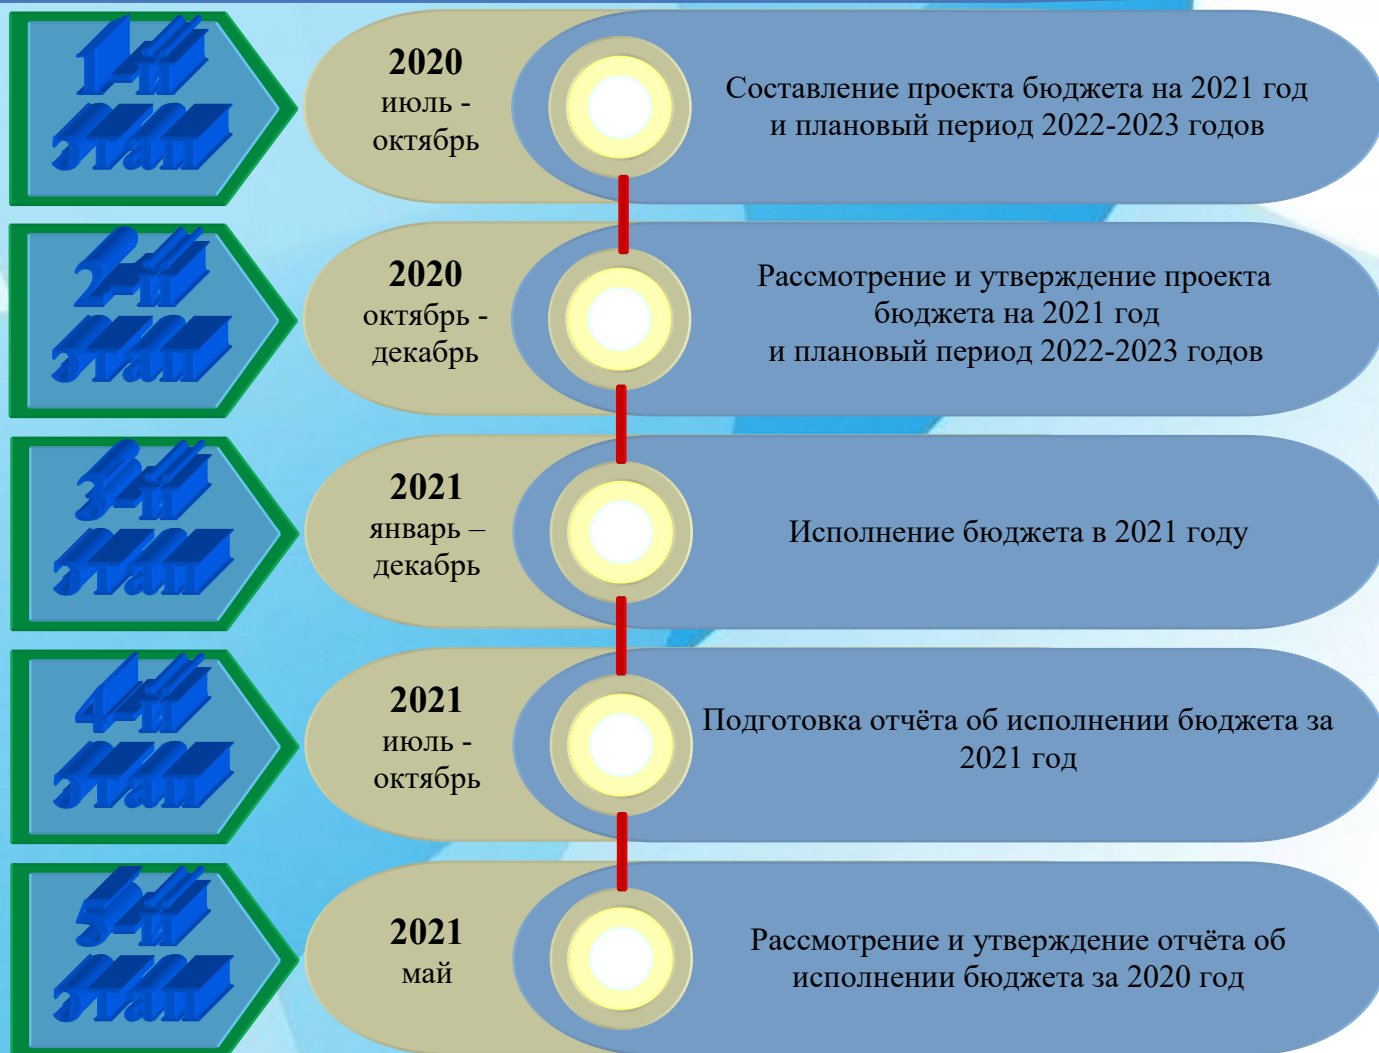 1-й
этап
2020
июль -
октябрь
Составление проекта бюджета на 2021 год
и плановый период 2022-2023 годов
2-й
этап
2020
октябрь -
декабрь
Рассмотрение и утверждение проекта
бюджета на 2021 год
и плановый период 2022-2023 годов
3-й
этап
2021
январь –
декабрь
Исполнение бюджета в 2021 году
4-й
этап
2021
июль -
октябрь
Подготовка отчёта об исполнении бюджета за
2021 год
5-й
этап
2021
май
Рассмотрение и утверждение отчёта об
исполнении бюджета за 2020 год